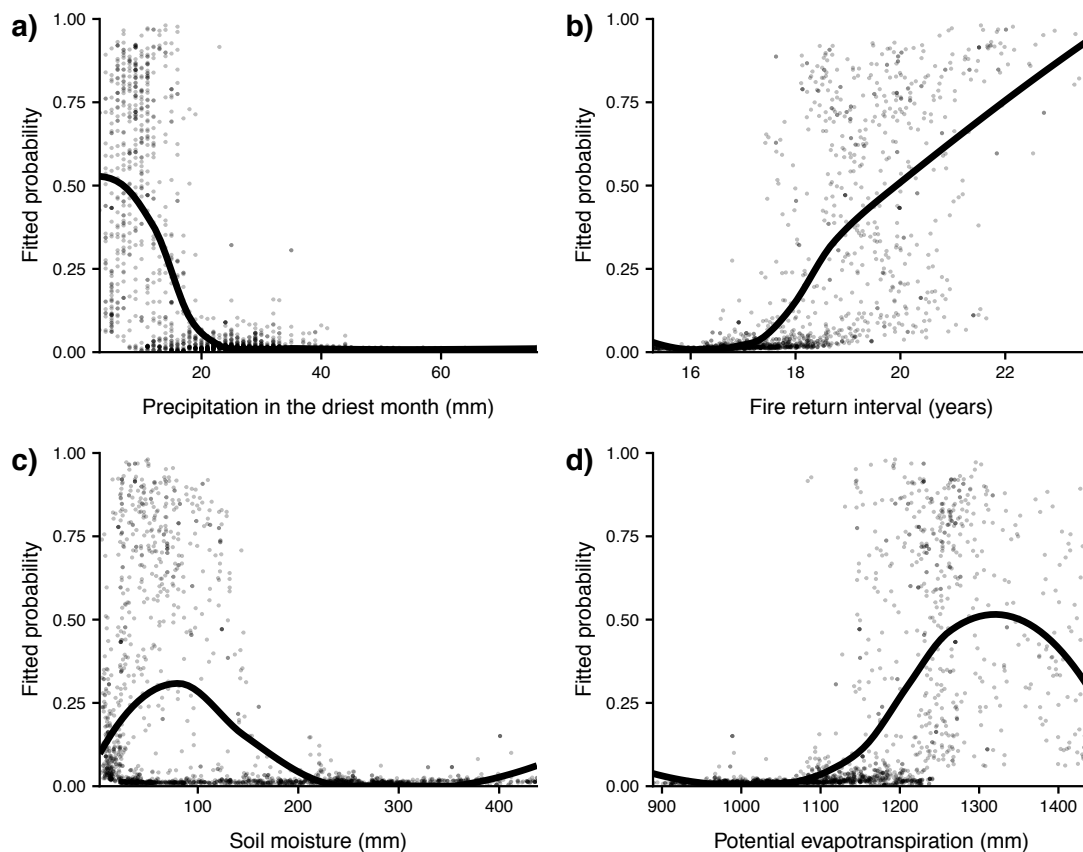 a)
1.00
0.75
0.50
0.25
0.00
Fitted probability
20 40 60
Precipitation in the driest month (mm)
b)
1.00
0.75
0.50
0.25
0.00
Fitted probability
16 18 20 22
Fire return interval (years)
c)
1.00
0.75
0.50
0.25
0.00
Fitted probability
100 200 300 400
Soil moisture (mm)
d)
1.00
0.75
0.50
0.25
0.00
Fitted probability
900 1000 1100 1200 1300 1400
Potential evapotranspiration (mm)